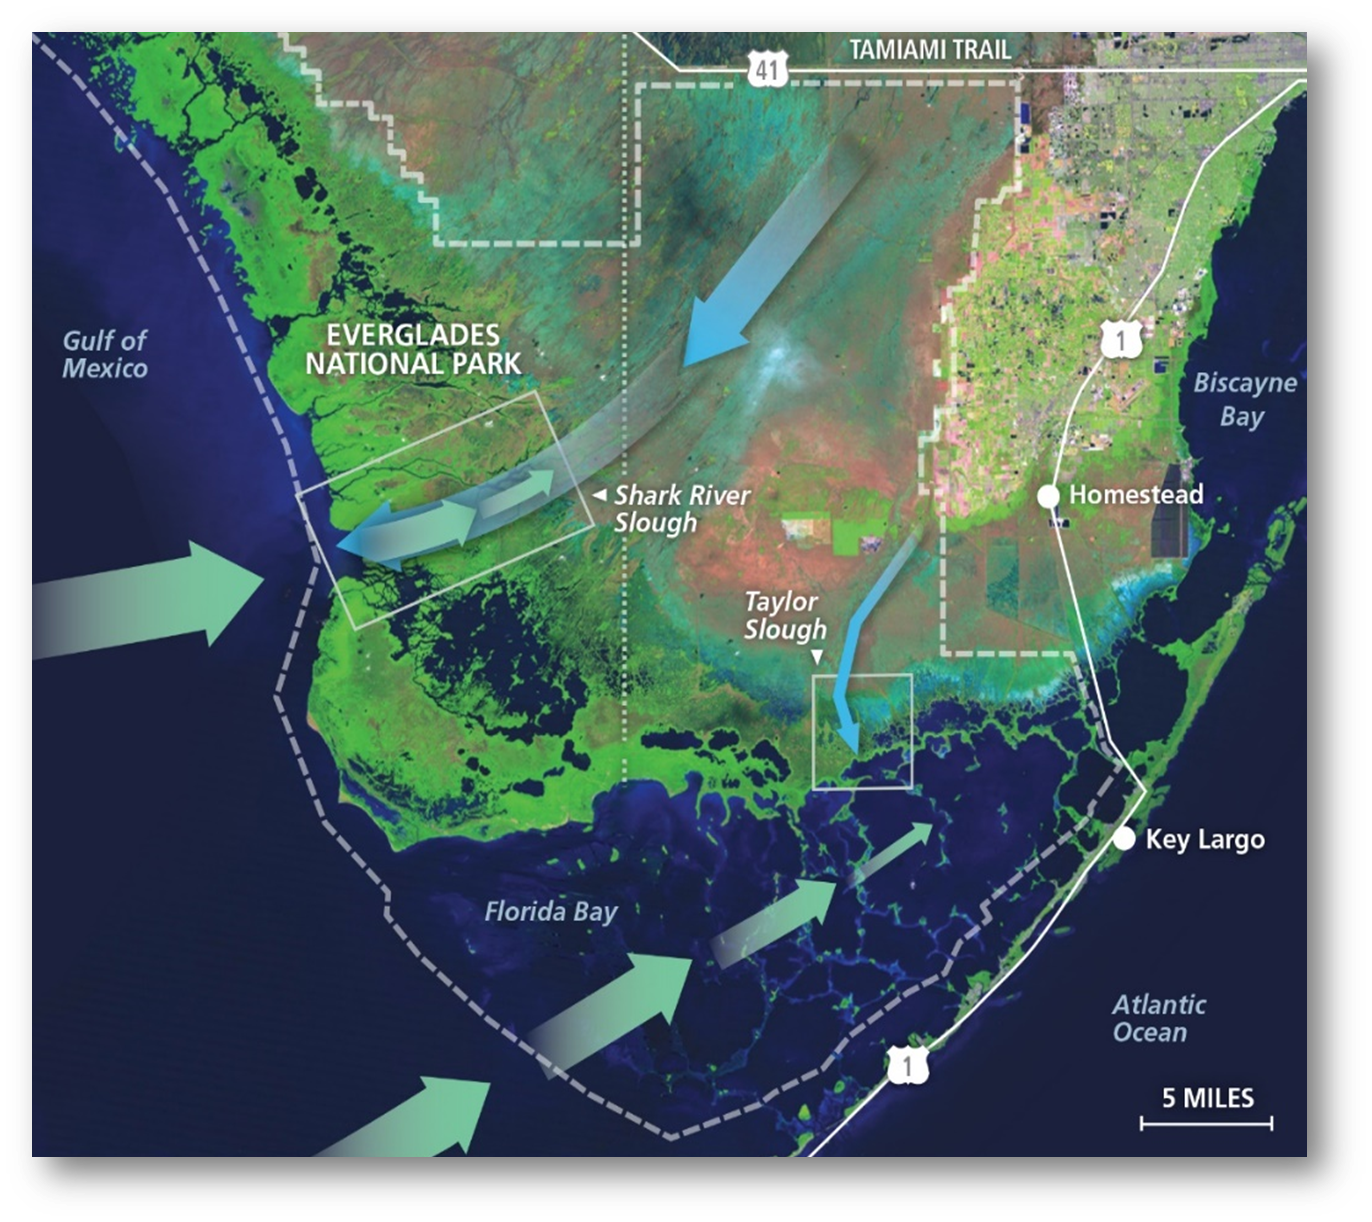 TAMIAMI TRAIL
41
Gulf of
Mexico
EVERGLADES
NATIONAL PARK
1
Biscayne
Bay
Shark River
Slough
Homestead
Taylor
Slough
Key Largo
Florida Bay
Atlantic
Ocean
1
5 MILES